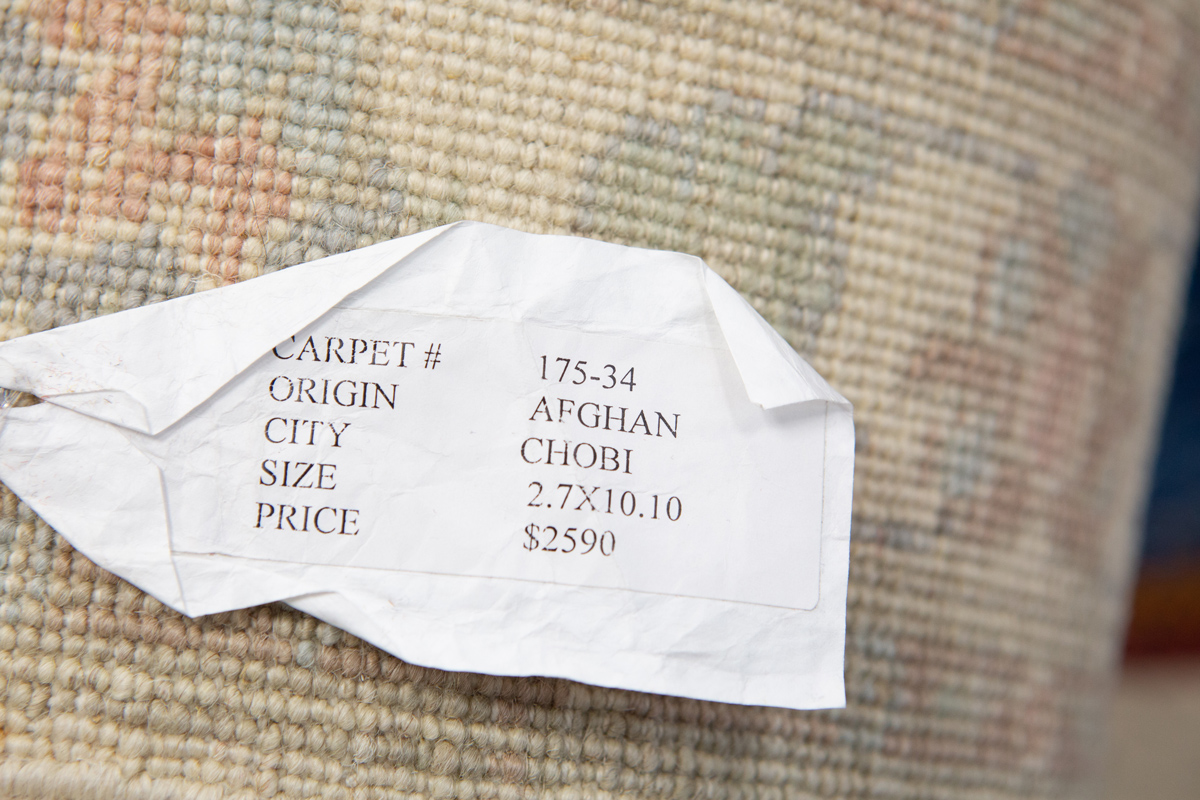 CARPET # 175-34
ORIGIN AFGHAN
CITY CHOBI
SIZE 2.7X10.10
PRICE $2590